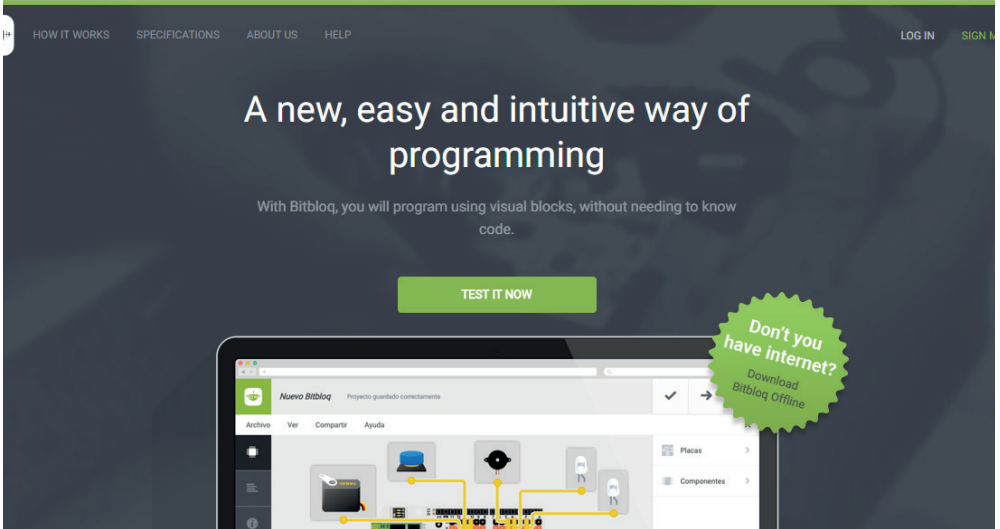 HOW IT WORKS SPECIFICATIONS ABOUT US HELP LOG IN SIGN
A new, easy and intuitive way of
programming
With Bitbloq, you will program using visual blocks, without needing to know
code.
TEST IT NOW
Don't you
have internet?
Download
Bitbloq Offline
Nuevo Bitbloq Proyecto guardado correctamente
Archivo Ver Compartir Ayuda
Placas
Componentes